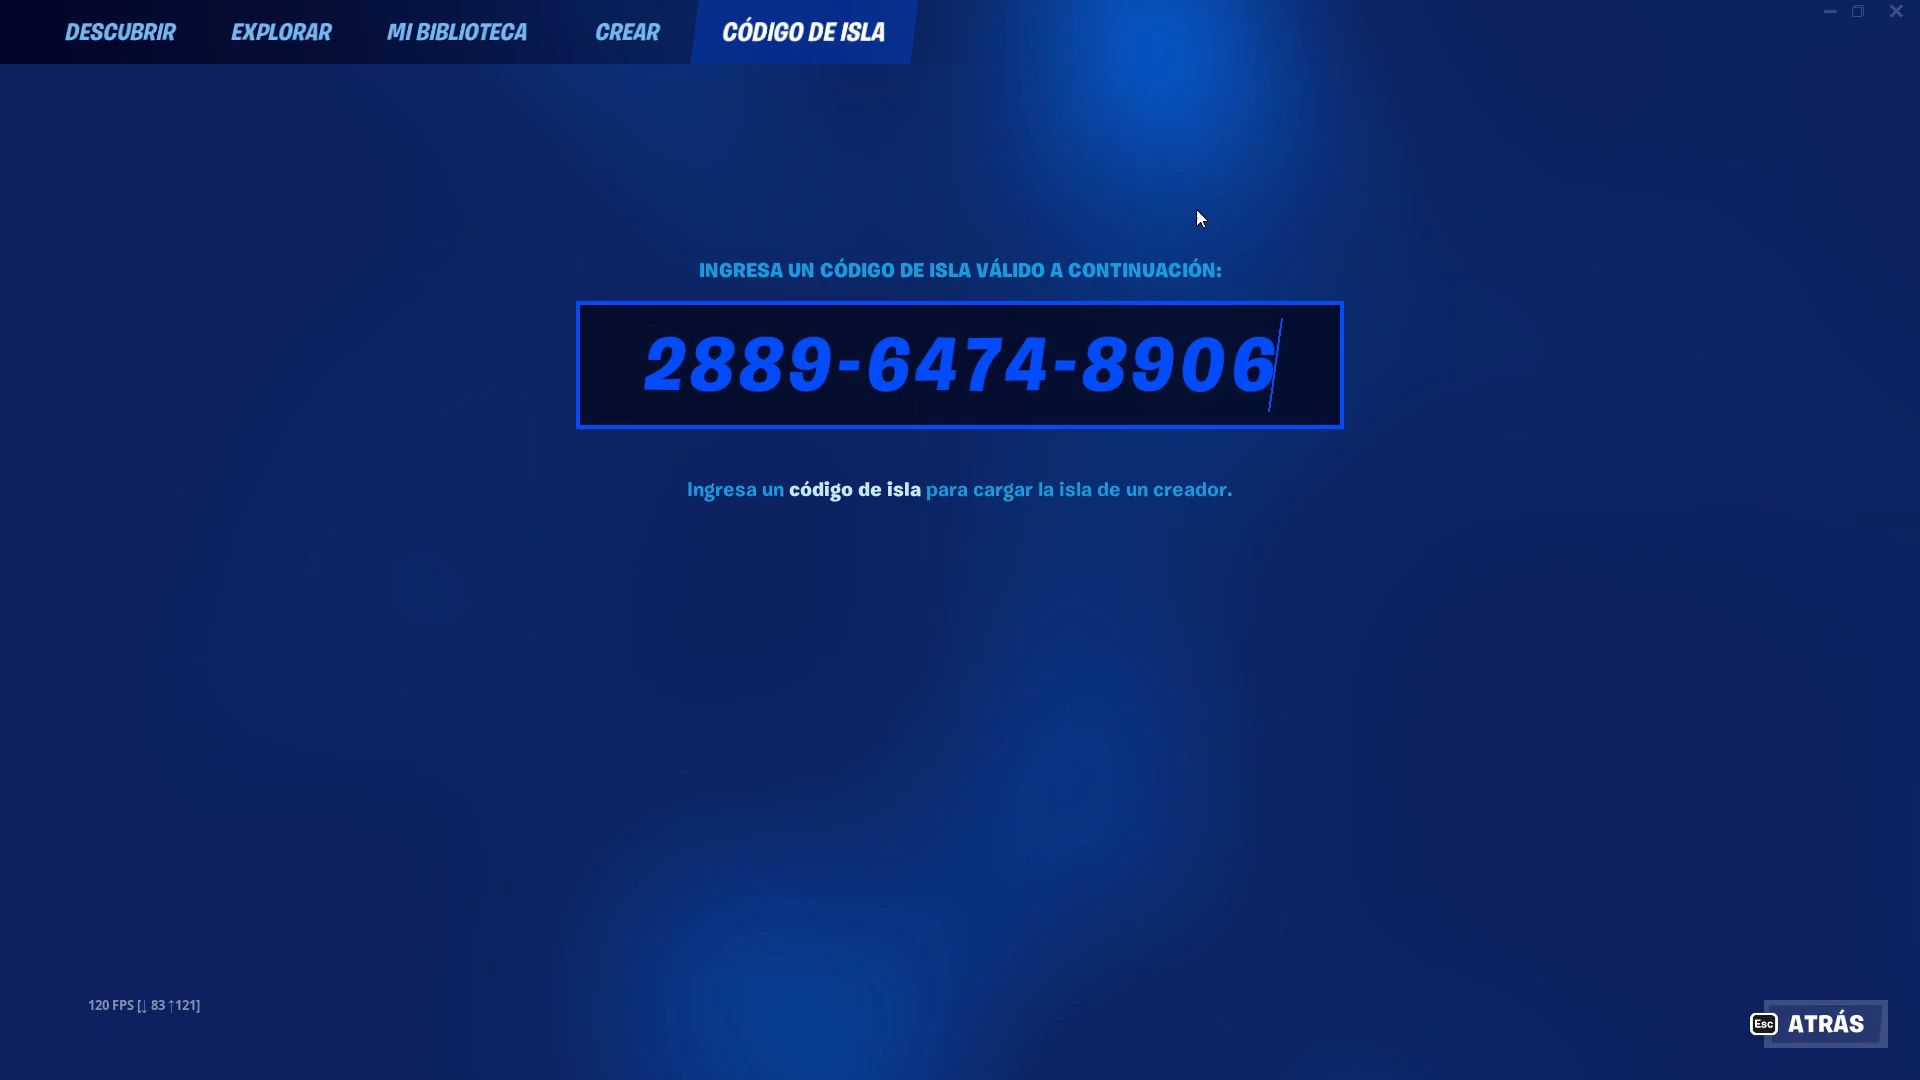 DESCUBRIR EXPLORAR MI BIBLIOTECA CREAR CÓDIGO DE ISLA
INGRESA UN CÓDIGO DE ISLA VÁLIDO A CONTINUACIÓN:
2889-6474-8906
Ingresa un código de isla para cargar la isla de un creador.
120 FPS [↓ 83 ↑121]
Esc ATRÁS